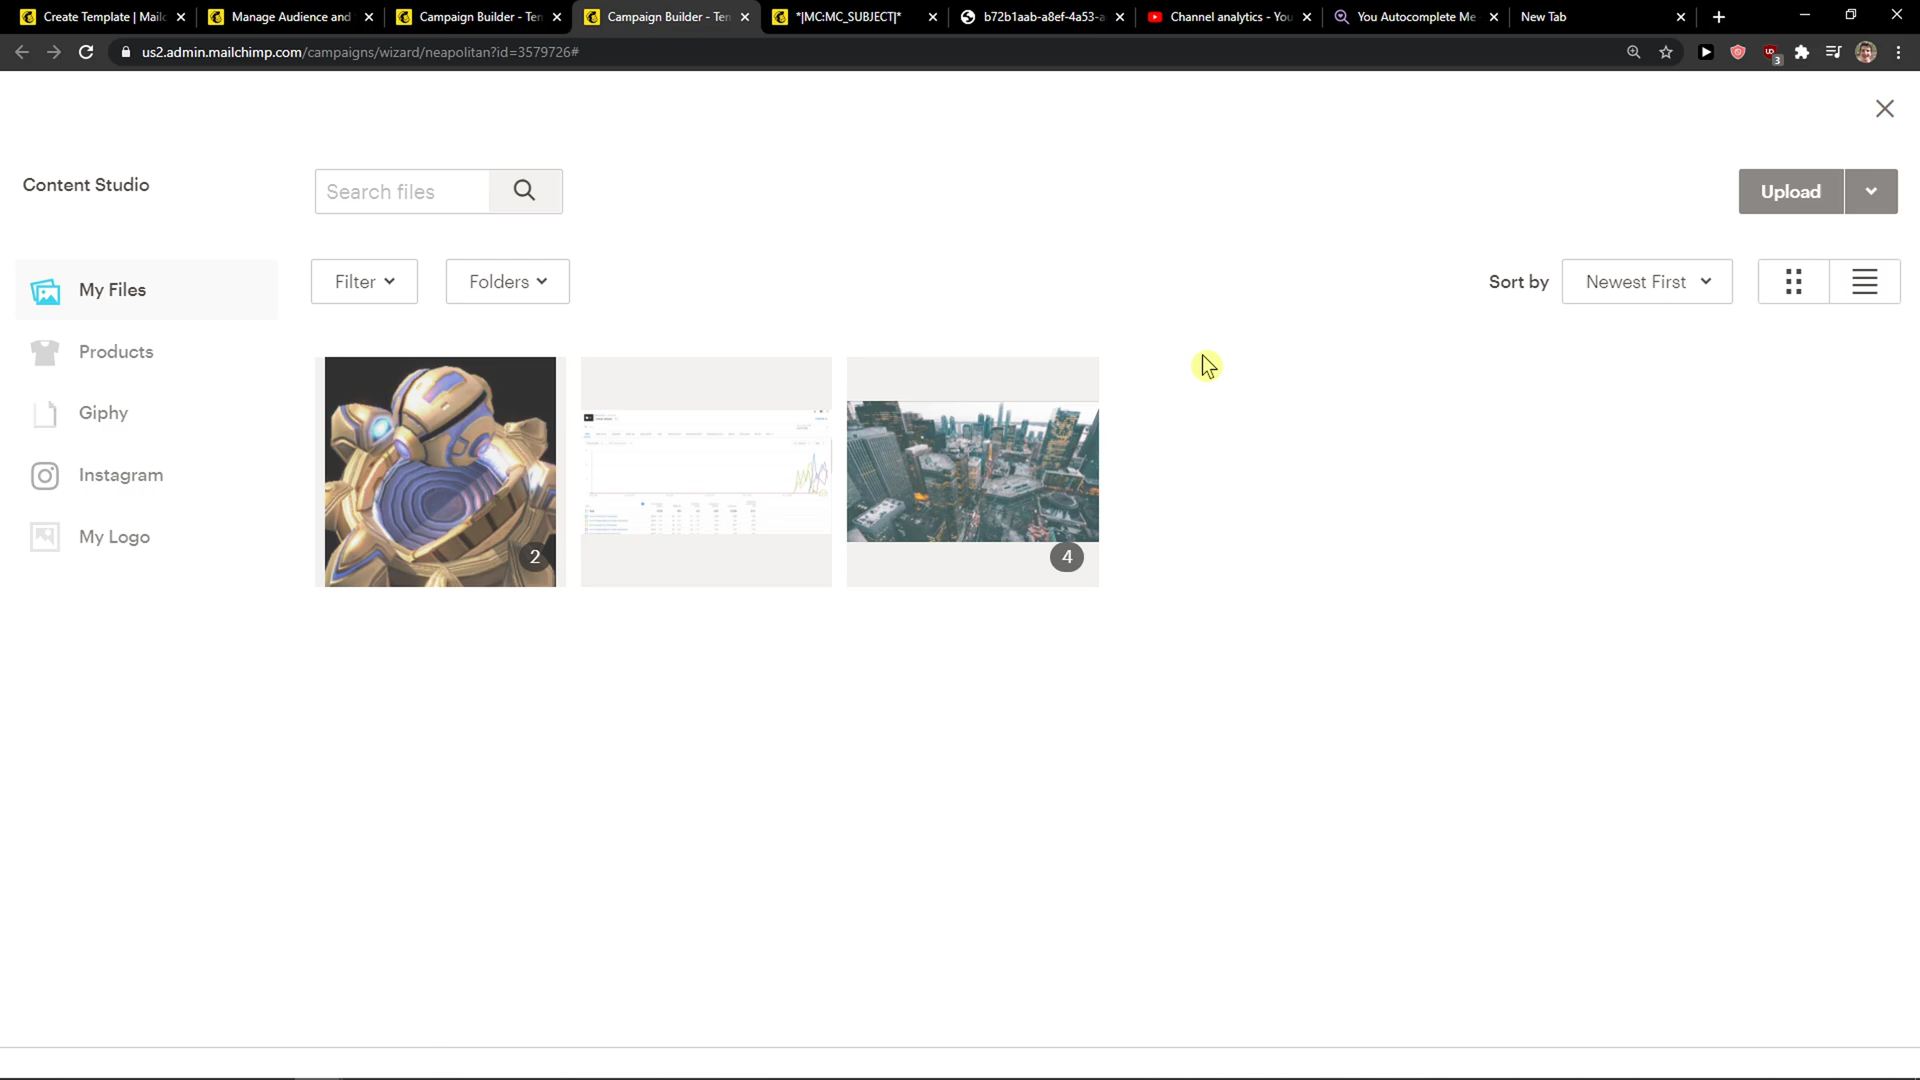 Create Template | Mailc
Manage Audience and
Campaign Builder - Ten
Campaign Builder - Ten
*|MC:MC_SUBJECT|*
b72b1aab-a8ef-4a53-a
Channel analytics - You
You Autocomplete Me
New Tab
us2.admin.mailchimp.com/campaigns/wizard/neapolitan?id=3579726#
3
Content Studio
Search files
Upload
My Files
Filter
Folders
Sort by
Newest First
Products
Giphy
Instagram
My Logo
2
4